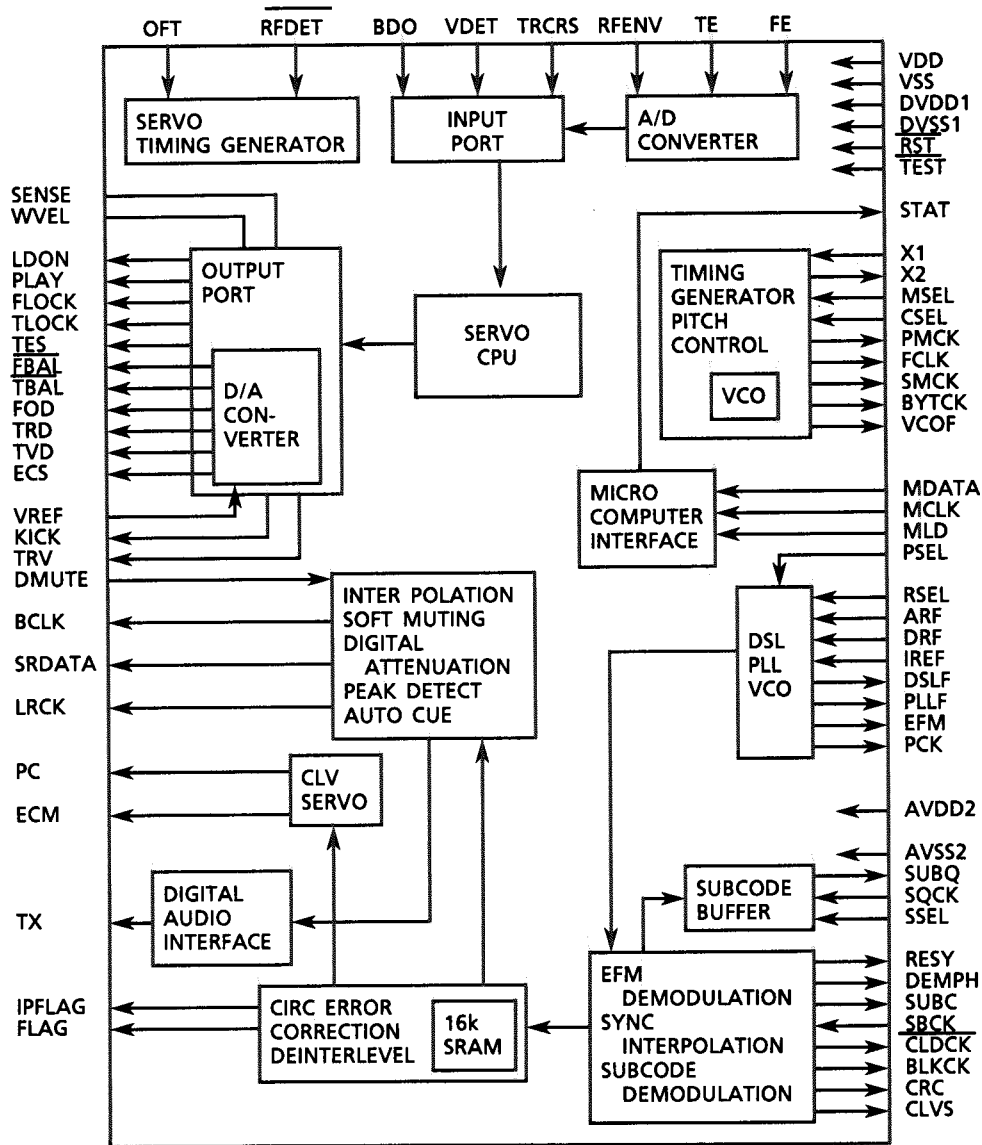 OFT RFDET BDO VDET TRCRS RFENV TE FE
SERVO
TIMING GENERATOR
INPUT
PORT
A/D
CONVERTER
VDD
VSS
DVDD1
DVSS1
RST
TEST
STAT
SENSE
WVEL
LDON
PLAY
FLOCK
TLOCK
TES
FBAL
TBAL
FOD
TRD
TVD
ECS
VREF
KICK
TRV
DMUTE
BCLK
SRDATA
LRCK
PC
ECM
TX
IPFLAG
FLAG
OUTPUT
PORT
D/A
CON-
VERTER
SERVO
CPU
TIMING
GENERATOR
PITCH
CONTROL
VCO
X1
X2
MSEL
CSEL
PMCK
FCLK
SMCK
BYTCK
VCOF
MICRO
COMPUTER
INTERFACE
MDATA
MCLK
MLD
PSEL
INTER POLATION
SOFT MUTING
DIGITAL
ATTENUATION
PEAK DETECT
AUTO CUE
DSL
PLL
VCO
RSEL
ARF
DRF
IREF
DSLF
PLLF
EFM
PCK
CLV
SERVO
AVDD2
AVSS2
DIGITAL
AUDIO
INTERFACE
SUBCODE
BUFFER
SUBQ
SQCK
SSEL
CIRC ERROR
CORRECTION
DEINTERLEVEL
16k
SRAM
EFM
DEMODULATION
SYNC
INTERPOLATION
SUBCODE
DEMODULATION
RESY
DEMPH
SUBC
SBCK
CLDCK
BLKCK
CRC
CLVS